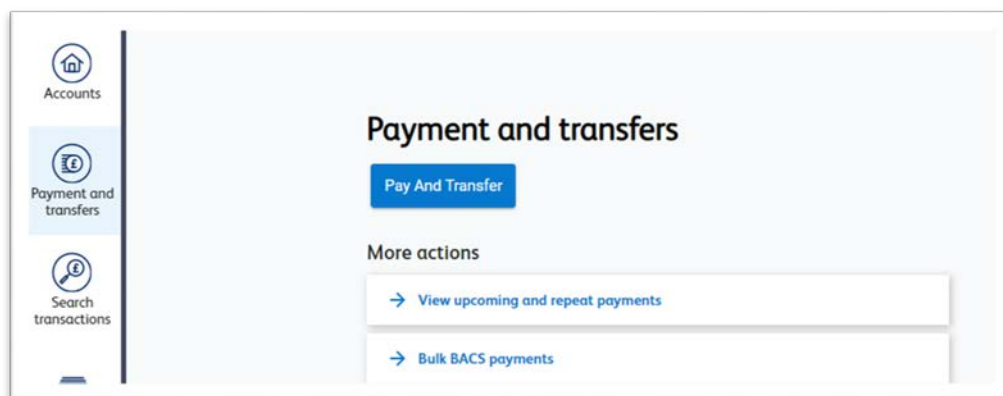 Accounts
Payment and
transfers
Search
transactions
Payment and transfers
Pay And Transfer
More actions
View upcoming and repeat payments
Bulk BACS payments